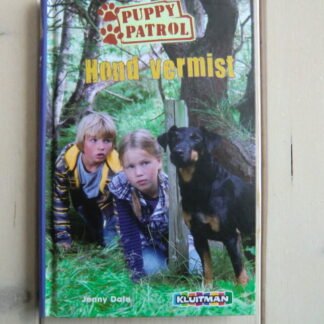 PUPPY
PATROL
Hond vermist
Jenny Dale
KLUITMAN